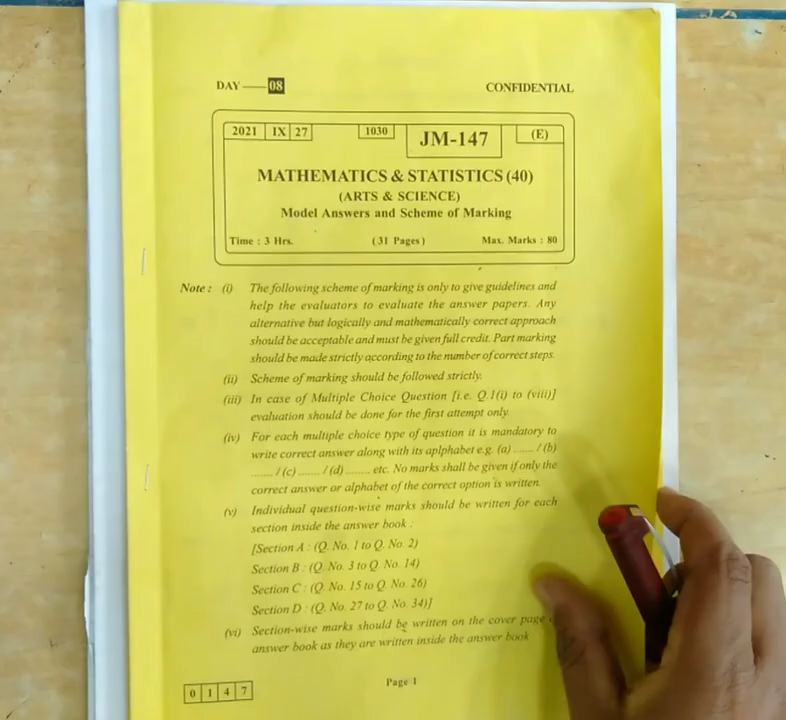 DAY — 08 CONFIDENTIAL
2021 IX 27 1030 JM-147 (E)
MATHEMATICS & STATISTICS (40)
(ARTS & SCIENCE)
Model Answers and Scheme of Marking
Time : 3 Hrs. (31 Pages) Max. Marks : 80
Note : (i) The following scheme of marking is only to give guidelines and
help the evaluators to evaluate the answer papers. Any
alternative but logically and mathematically correct approach
should be acceptable and must be given full credit. Part marking
should be made strictly according to the number of correct steps.
(ii) Scheme of marking should be followed strictly.
(iii) In case of Multiple Choice Question [i.e. Q.1(i) to (viii)]
evaluation should be done for the first attempt only.
(iv) For each multiple choice type of question it is mandatory to
write correct answer along with its aplphabet e.g. (a) ...... / (b)
....... / (c) ....... / (d) ........ etc. No marks shall be given if only the
correct answer or alphabet of the correct option is written.
(v) Individual question-wise marks should be written for each
section inside the answer book :
[Section A : (Q. No. 1 to Q. No. 2)
Section B : (Q. No. 3 to Q. No. 14)
Section C : (Q. No. 15 to Q. No. 26)
Section D : (Q. No. 27 to Q. No. 34)]
(vi) Section-wise marks should be written on the cover page
answer book as they are written inside the answer book
0 1 4 7 Page 1